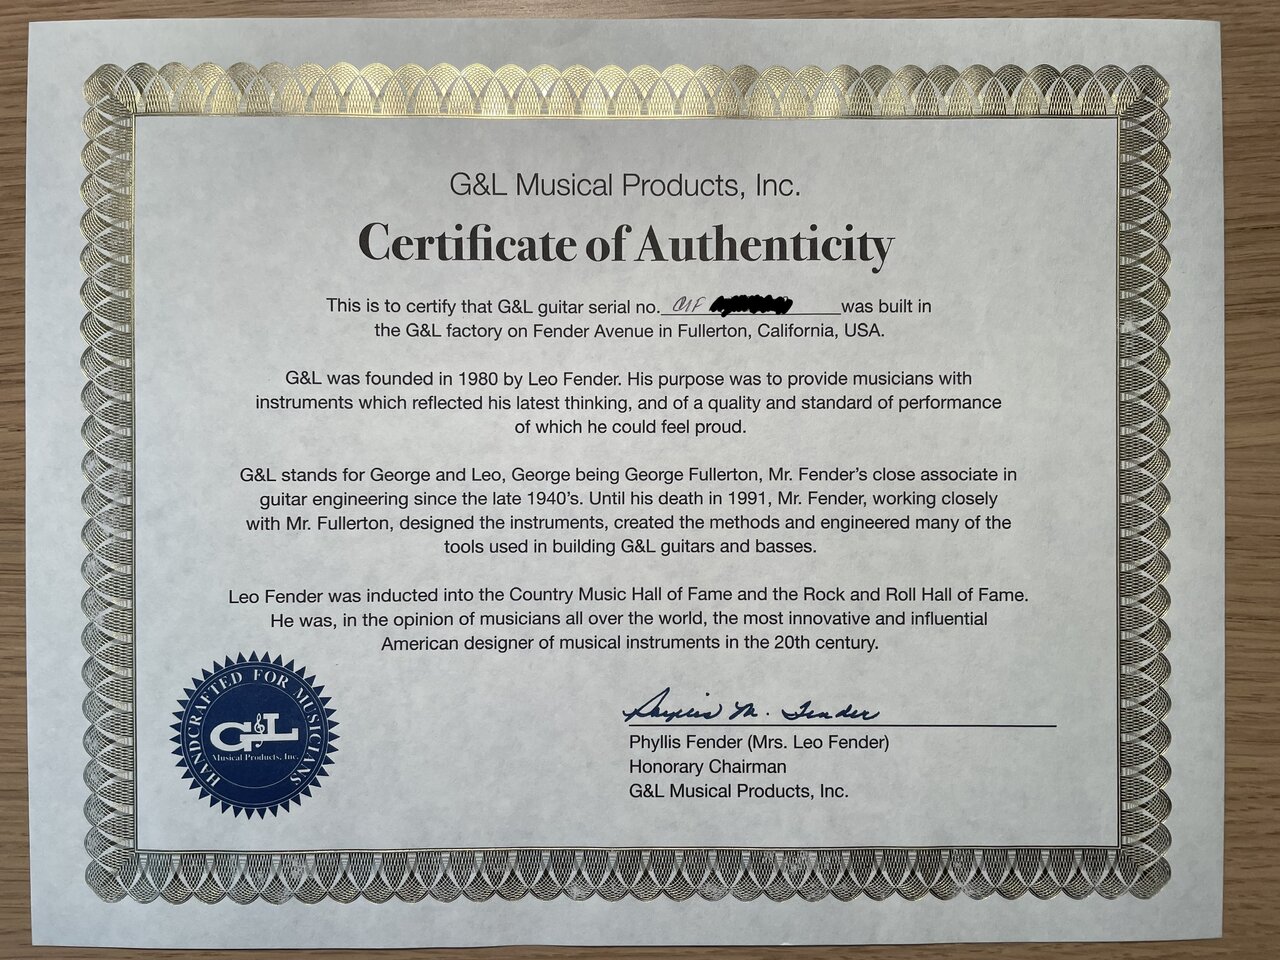 G&L Musical Products, Inc.
Certificate of Authenticity
This is to certify that G&L guitar serial no. CLF was built in
the G&L factory on Fender Avenue in Fullerton, California, USA.
G&L was founded in 1980 by Leo Fender. His purpose was to provide musicians with
instruments which reflected his latest thinking, and of a quality and standard of performance
of which he could feel proud.
G&L stands for George and Leo, George being George Fullerton, Mr. Fender's close associate in
guitar engineering since the late 1940's. Until his death in 1991, Mr. Fender, working closely
with Mr. Fullerton, designed the instruments, created the methods and engineered many of the
tools used in building G&L guitars and basses.
Leo Fender was inducted into the Country Music Hall of Fame and the Rock and Roll Hall of Fame.
He was, in the opinion of musicians all over the world, the most innovative and influential
American designer of musical instruments in the 20th century.
HANDCRAFTED FOR MUSICIANS
G&L
Musical Products, Inc.
Phyllis M. Fender
Phyllis Fender (Mrs. Leo Fender)
Honorary Chairman
G&L Musical Products, Inc.